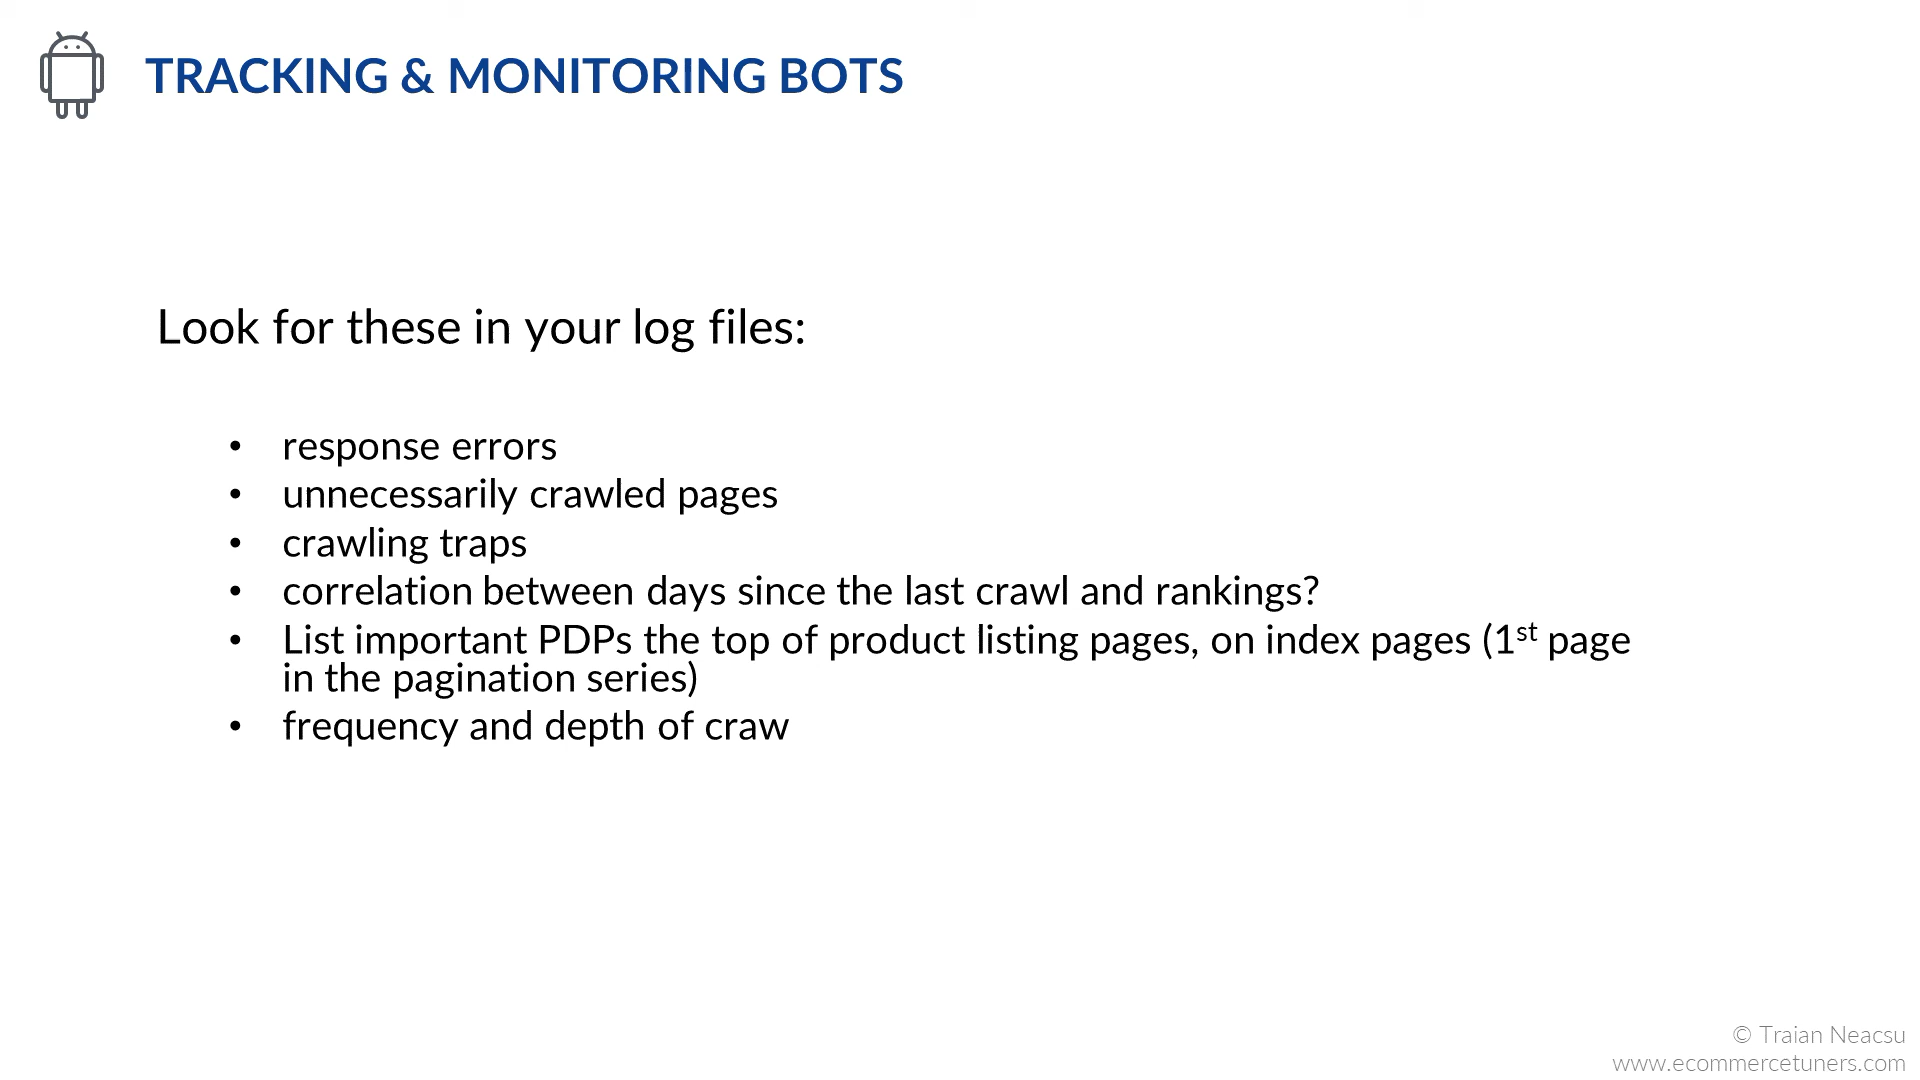 TRACKING & MONITORING BOTS
Look for these in your log files:
• response errors
• unnecessarily crawled pages
• crawling traps
• correlation between days since the last crawl and rankings?
• List important PDPs the top of product listing pages, on index pages (1st page
in the pagination series)
• frequency and depth of craw
© Traian Neacsu
www.ecommercetuners.com